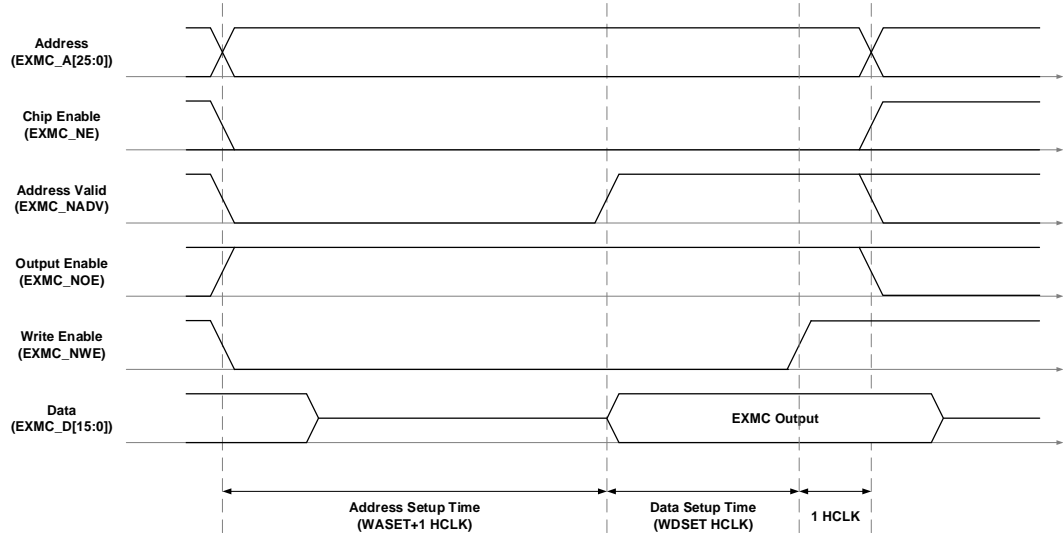 Address
(EXMC_A[25:0])
Chip Enable
(EXMC_NE)
Address Valid
(EXMC_NADV)
Output Enable
(EXMC_NOE)
Write Enable
(EXMC_NWE)
Data
(EXMC_D[15:0])
EXMC Output
Address Setup Time
(WASET+1 HCLK)
Data Setup Time
(WDSET HCLK)
1 HCLK